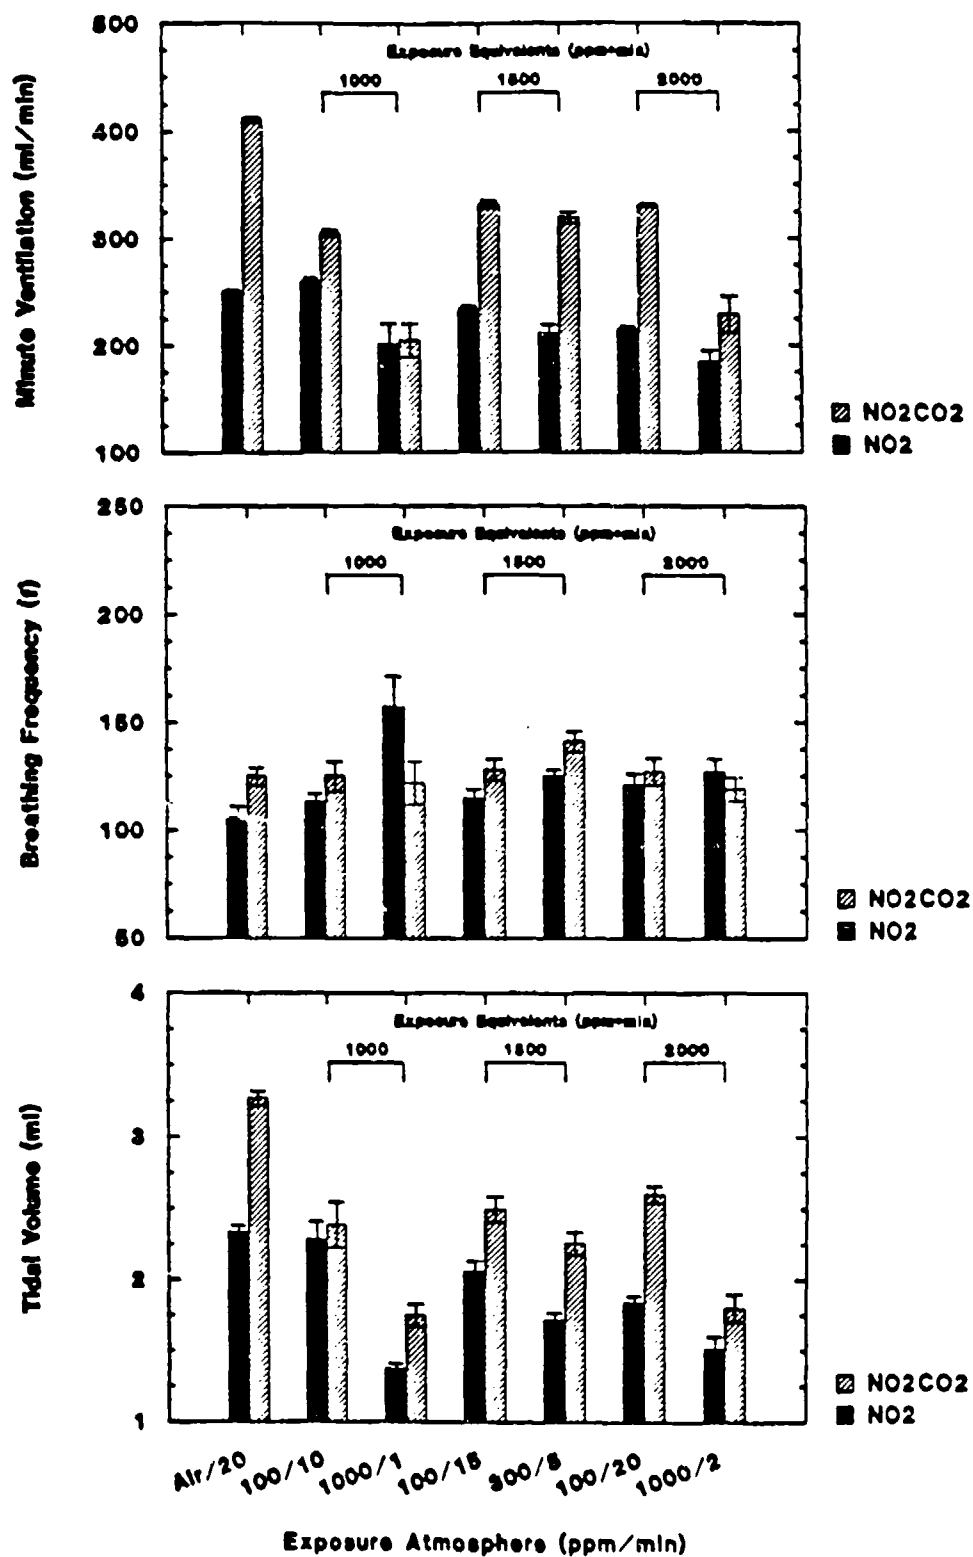 500
Exposure Equivalents (ppm•min)
1000 1500 2000
400
300
200
100
Minute Ventilation (ml/min)
NO2CO2
NO2
250
Exposure Equivalents (ppm•min)
1000 1500 2000
200
150
100
50
Breathing Frequency (f)
NO2CO2
NO2
4
Exposure Equivalents (ppm•min)
1000 1500 2000
3
2
1
Tidal Volume (ml)
NO2CO2
NO2
Air/20 100/10 1000/1 100/15 300/5 100/20 1000/2
Exposure Atmosphere (ppm/min)